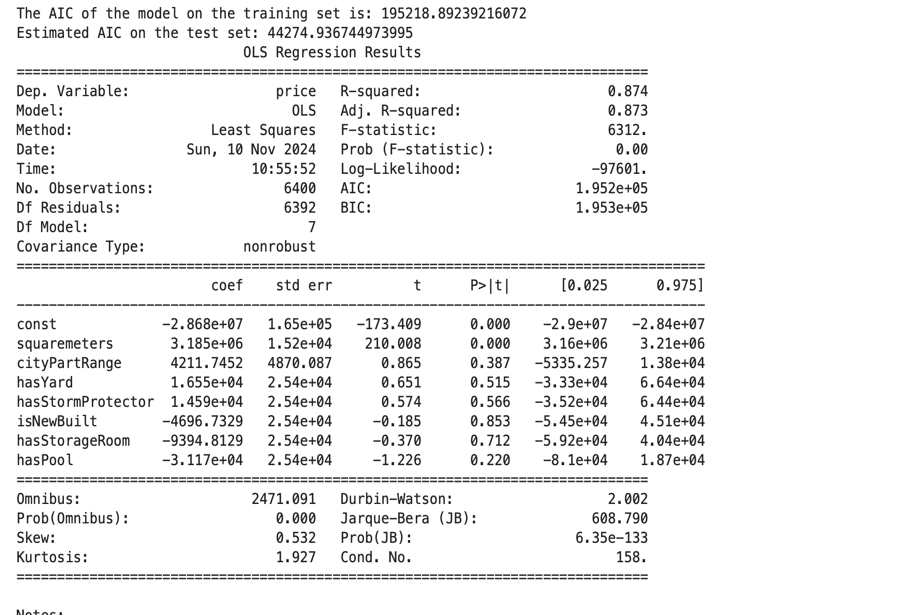 The AIC of the model on the training set is: 195218.89239216072
Estimated AIC on the test set: 44274.936744973995
OLS Regression Results
==============================================================================
Dep. Variable: price R-squared: 0.874
Model: OLS Adj. R-squared: 0.873
Method: Least Squares F-statistic: 6312.
Date: Sun, 10 Nov 2024 Prob (F-statistic): 0.00
Time: 10:55:52 Log-Likelihood: -97601.
No. Observations: 6400 AIC: 1.952e+05
Df Residuals: 6392 BIC: 1.953e+05
Df Model: 7
Covariance Type: nonrobust
=====================================================================================
coef std err t P>|t| [0.025 0.975]
-------------------------------------------------------------------------------------
const -2.868e+07 1.65e+05 -173.409 0.000 -2.9e+07 -2.84e+07
squaremeters 3.185e+06 1.52e+04 210.008 0.000 3.16e+06 3.21e+06
cityPartRange 4211.7452 4870.087 0.865 0.387 -5335.257 1.38e+04
hasYard 1.655e+04 2.54e+04 0.651 0.515 -3.33e+04 6.64e+04
hasStormProtector 1.459e+04 2.54e+04 0.574 0.566 -3.52e+04 6.44e+04
isNewBuilt -4696.7329 2.54e+04 -0.185 0.853 -5.45e+04 4.51e+04
hasStorageRoom -9394.8129 2.54e+04 -0.370 0.712 -5.92e+04 4.04e+04
hasPool -3.117e+04 2.54e+04 -1.226 0.220 -8.1e+04 1.87e+04
==============================================================================
Omnibus: 2471.091 Durbin-Watson: 2.002
Prob(Omnibus): 0.000 Jarque-Bera (JB): 608.790
Skew: 0.532 Prob(JB): 6.35e-133
Kurtosis: 1.927 Cond. No. 158.
==============================================================================
Notes: